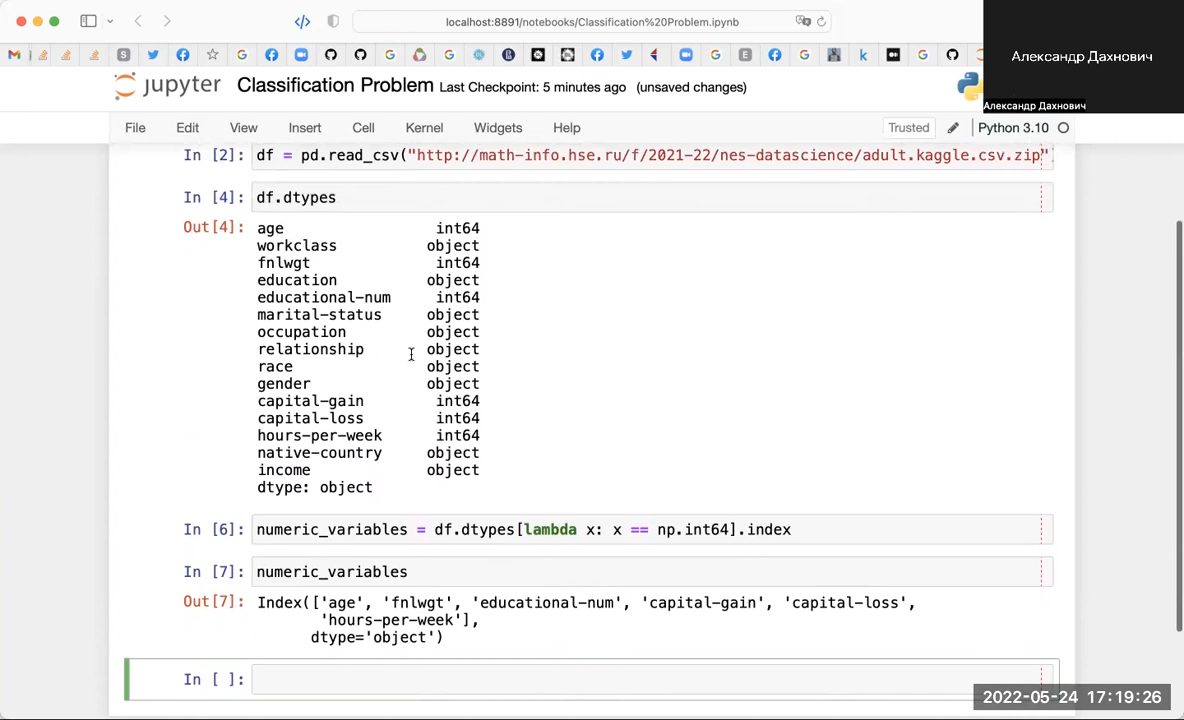 localhost:8891/notebooks/Classification%20Problem.ipynb
Александр Дахнович
Александр Дахнович
jupyter Classification Problem Last Checkpoint: 5 minutes ago (unsaved changes)
File Edit View Insert Cell Kernel Widgets Help Trusted Python 3.10
In [2]: df = pd.read_csv("http://math-info.hse.ru/f/2021-22/nes-datascience/adult.kaggle.csv.zip"
In [4]: df.dtypes
Out[4]: age int64
workclass object
fnlwgt int64
education object
educational-num int64
marital-status object
occupation object
relationship object
race object
gender object
capital-gain int64
capital-loss int64
hours-per-week int64
native-country object
income object
dtype: object
In [6]: numeric_variables = df.dtypes[lambda x: x == np.int64].index
In [7]: numeric_variables
Out[7]: Index(['age', 'fnlwgt', 'educational-num', 'capital-gain', 'capital-loss',
'hours-per-week'],
dtype='object')
In [ ]:
2022-05-24 17:19:26